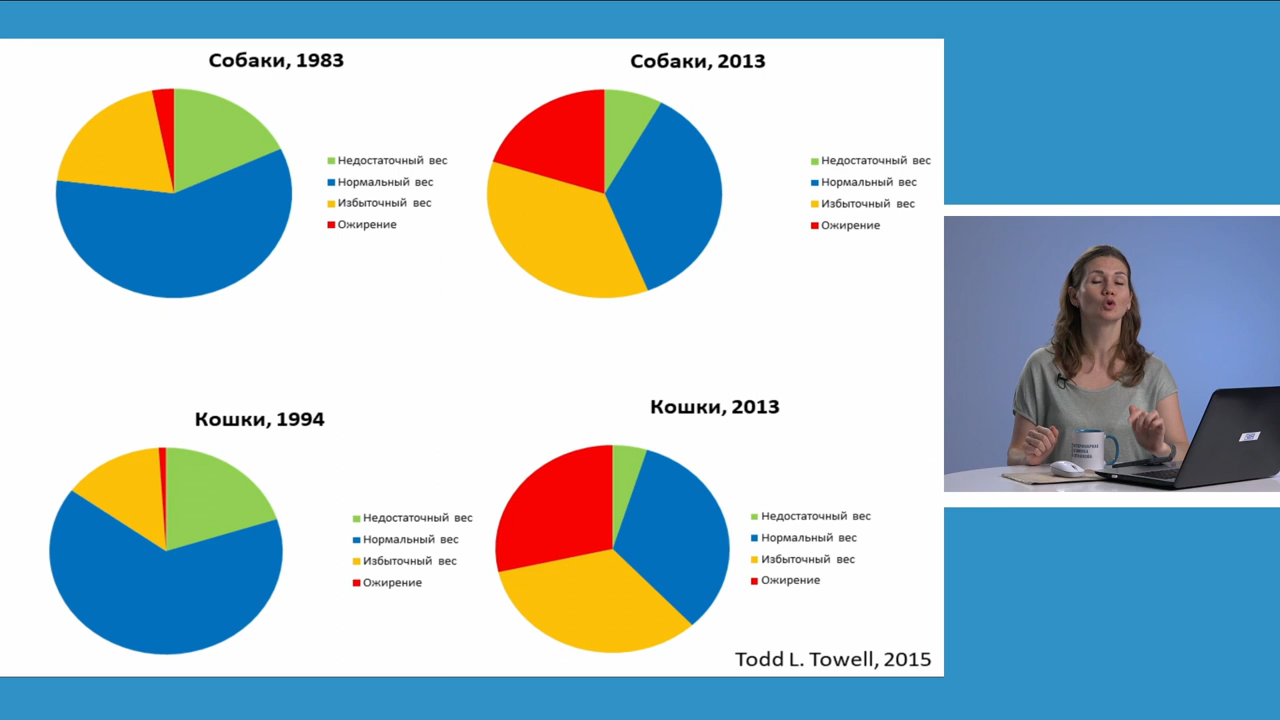 Собаки, 1983
Недостаточный вес
Нормальный вес
Избыточный вес
Ожирение
Собаки, 2013
Недостаточный вес
Нормальный вес
Избыточный вес
Ожирение
Кошки, 1994
Недостаточный вес
Нормальный вес
Избыточный вес
Ожирение
Кошки, 2013
Недостаточный вес
Нормальный вес
Избыточный вес
Ожирение
Todd L. Towell, 2015